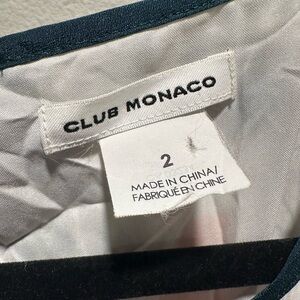 CLUB MONACO
2
MADE IN CHINA/
FABRIQUÉ EN CHINE